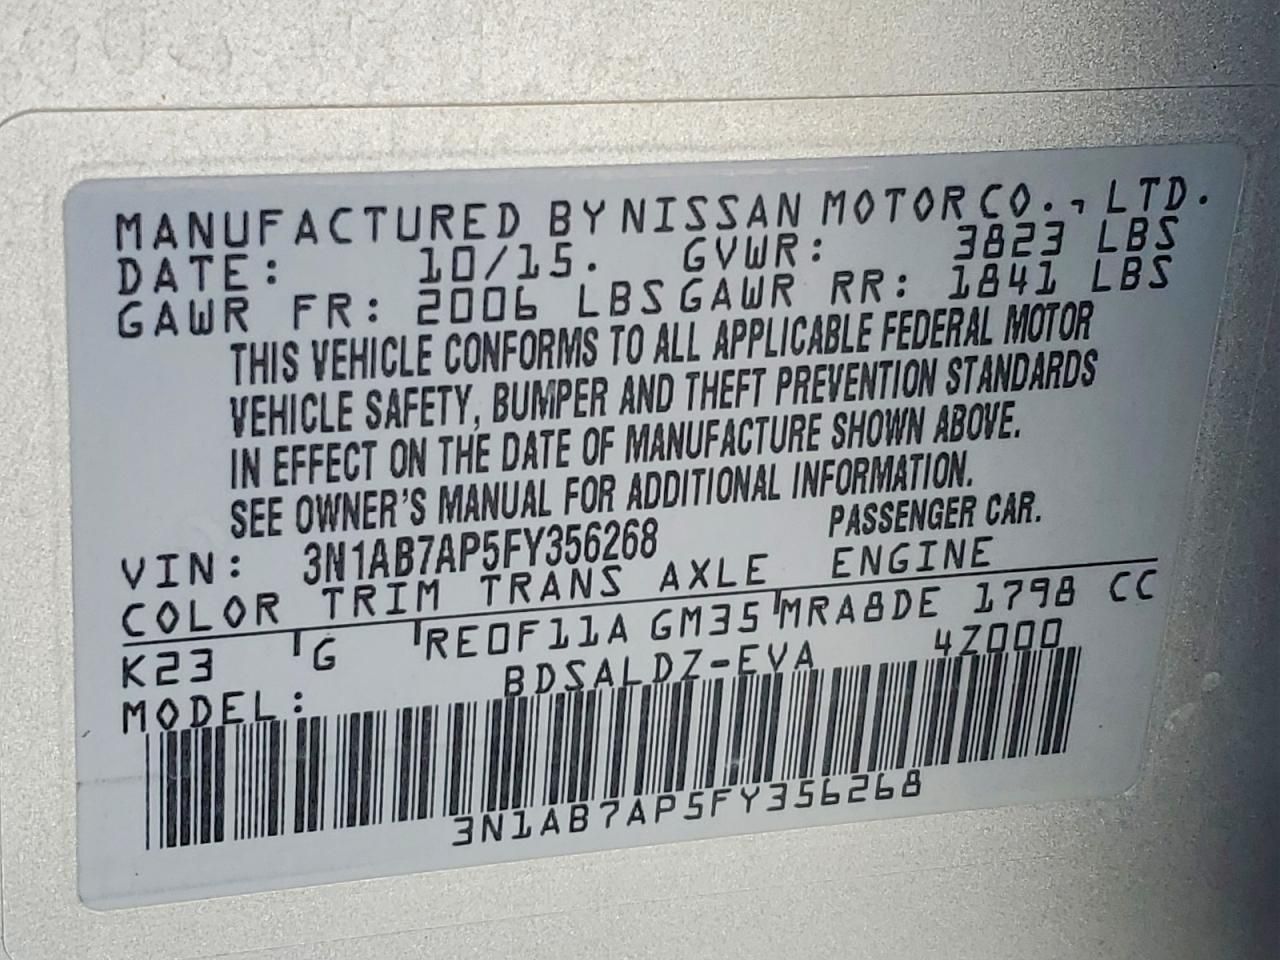 MANUFACTURED BY NISSAN MOTOR CO., LTD.
DATE: 10/15. GVWR: 3823 LBS
GAWR FR: 2006 LBS GAWR RR: 1841 LBS
THIS VEHICLE CONFORMS TO ALL APPLICABLE FEDERAL MOTOR
VEHICLE SAFETY, BUMPER AND THEFT PREVENTION STANDARDS
IN EFFECT ON THE DATE OF MANUFACTURE SHOWN ABOVE.
SEE OWNER'S MANUAL FOR ADDITIONAL INFORMATION.
VIN: 3N1AB7AP5FY356268 PASSENGER CAR.
COLOR TRIM TRANS AXLE ENGINE
K23 G RE0F11A GM35 MRA8DE 1798 CC
MODEL: BDSALDZ-EVA 4Z000
3N1AB7AP5FY356268